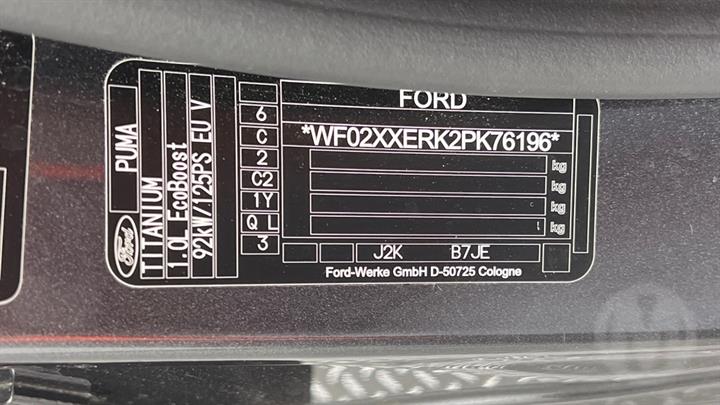 FORD
*WF02XXERK2PK76196*
kg
kg
kg
kg
J2K B7JE
Ford-Werke GmbH D-50725 Cologne
6
C
2
C2
1Y
Q L
3
PUMA
TITANIUM
1.0L EcoBoost
92kW/125PS EU V
Ford